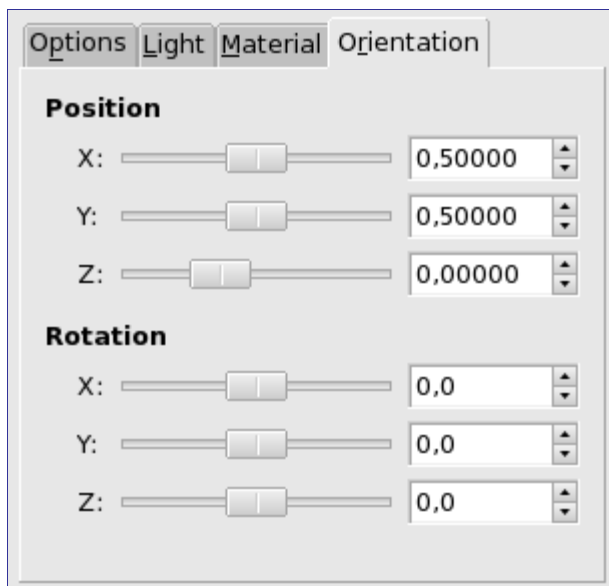 Options Light Material Orientation
Position
X: 0,50000
Y: 0,50000
Z: 0,00000
Rotation
X: 0,0
Y: 0,0
Z: 0,0